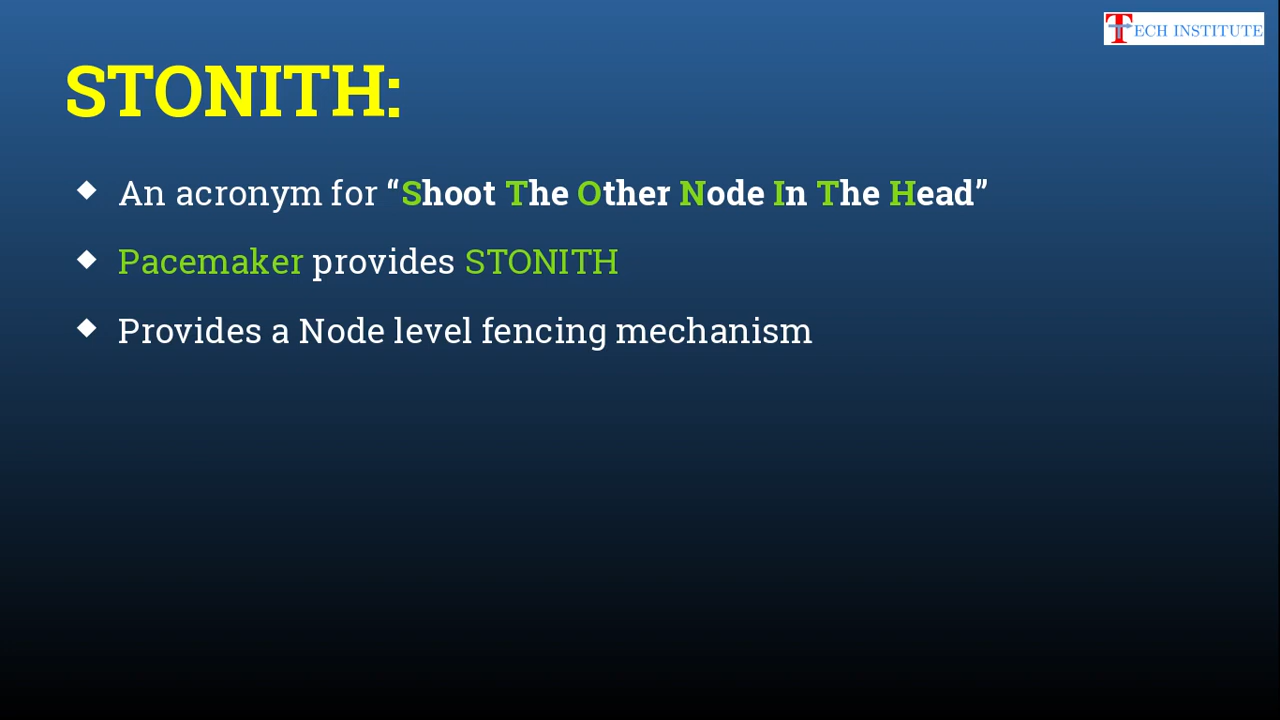 TECH INSTITUTE
STONITH:
An acronym for “Shoot The Other Node In The Head”
Pacemaker provides STONITH
Provides a Node level fencing mechanism